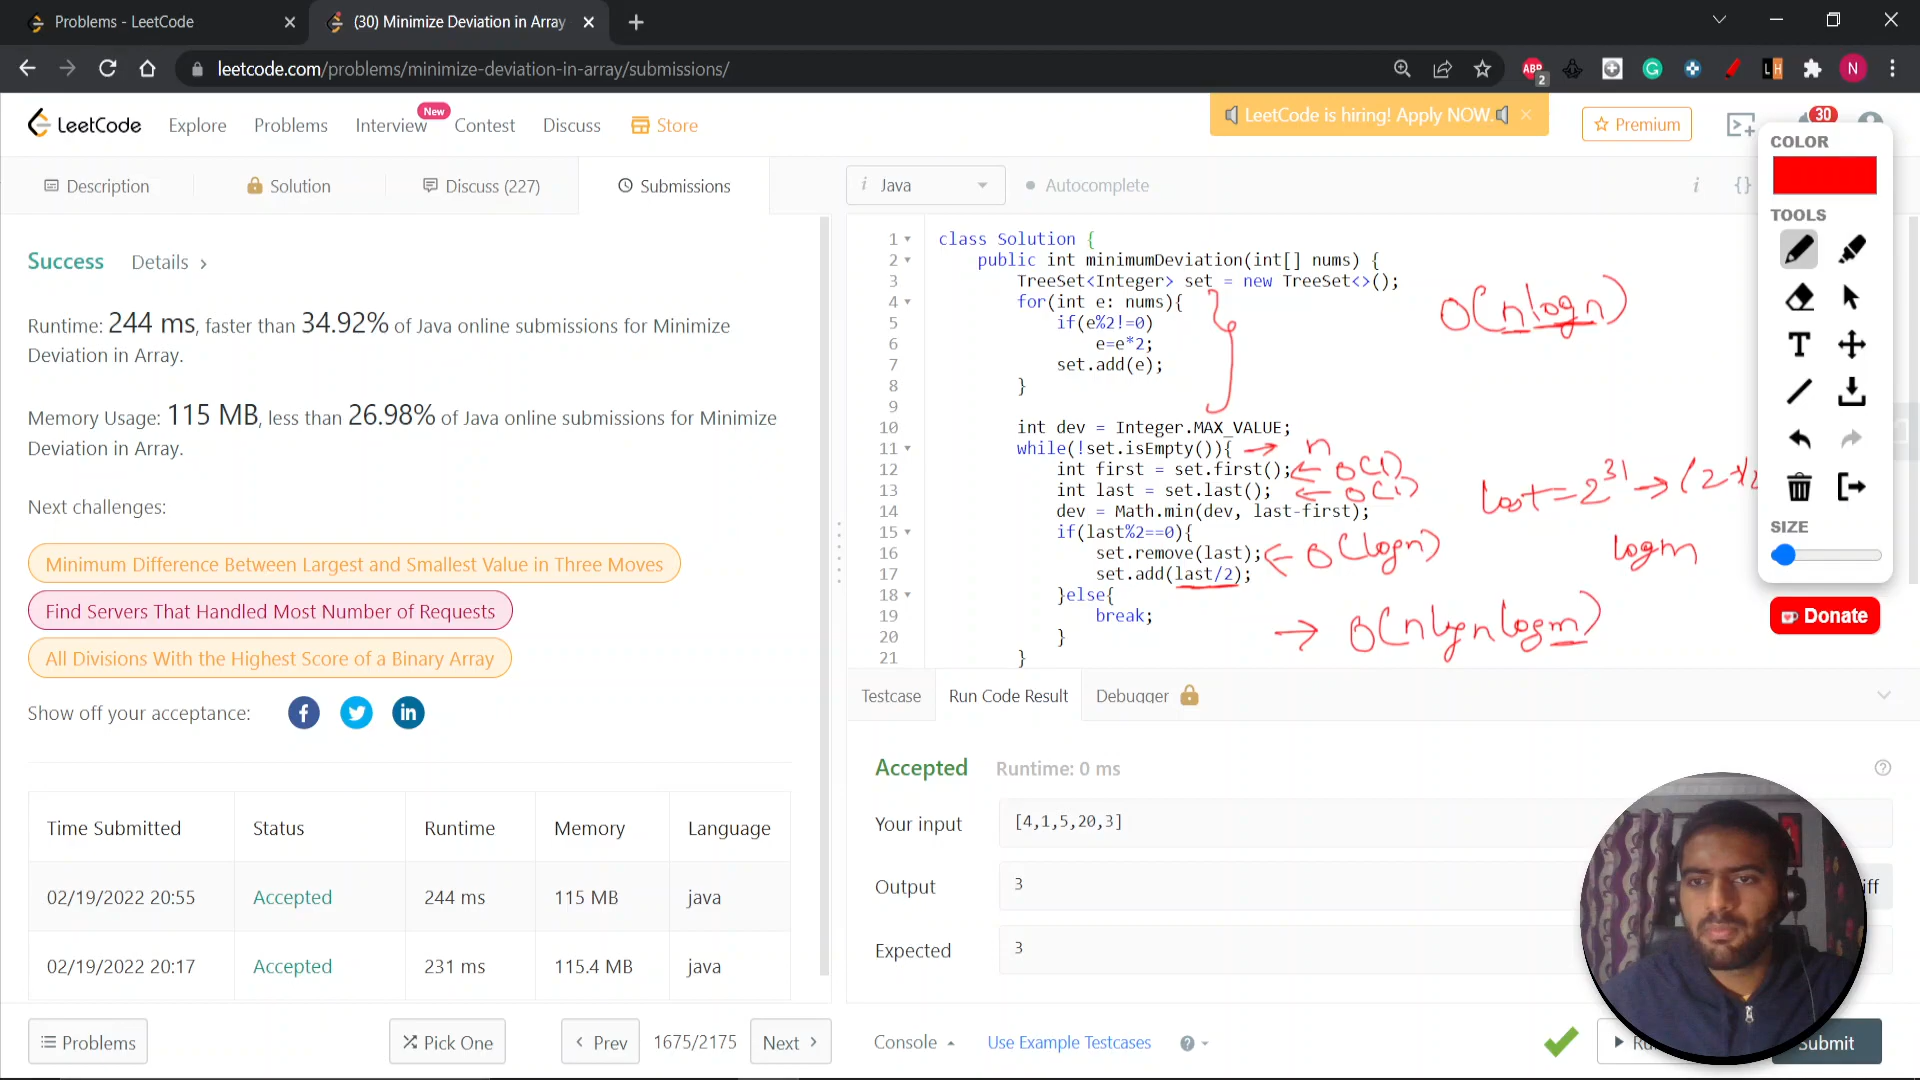 Problems - LeetCode
(30) Minimize Deviation in Array
leetcode.com/problems/minimize-deviation-in-array/submissions/
ABP 2
LH
N
LeetCode
Explore
Problems
Interview New
Contest
Discuss
Store
LeetCode is hiring! Apply NOW.
Premium
30
Description
Solution
Discuss (227)
Submissions
i Java
Autocomplete
i {}
Success Details
Runtime: 244 ms, faster than 34.92% of Java online submissions for Minimize
Deviation in Array.
Memory Usage: 115 MB, less than 26.98% of Java online submissions for Minimize
Deviation in Array.
Next challenges:
Minimum Difference Between Largest and Smallest Value in Three Moves
Find Servers That Handled Most Number of Requests
All Divisions With the Highest Score of a Binary Array
Show off your acceptance:
Time Submitted Status Runtime Memory Language
02/19/2022 20:55 Accepted 244 ms 115 MB java
02/19/2022 20:17 Accepted 231 ms 115.4 MB java
Problems
Pick One
Prev
1675/2175
Next
1 class Solution {
2 public int minimumDeviation(int[] nums) {
3 TreeSet<Integer> set = new TreeSet<>();
4 for(int e: nums){
5 if(e%2!=0)
6 e=e*2;
7 set.add(e);
8 }
9
10 int dev = Integer.MAX_VALUE;
11 while(!set.isEmpty()){ → n
12 int first = set.first(); ← O(1)
13 int last = set.last(); ← O(1)
14 dev = Math.min(dev, last-first);
15 if(last%2==0){
16 set.remove(last); ← O(logn)
17 set.add(last/2);
18 }else{
19 break;
20 }
21 }
O(nlogn)
last = 2^31 →
logm
→ O(nlognlogm)
COLOR
TOOLS
T
SIZE
Donate
Testcase
Run Code Result
Debugger
Accepted Runtime: 0 ms
Your input [4,1,5,20,3]
Output 3
iff
Expected 3
Console
Use Example Testcases
?
Submit